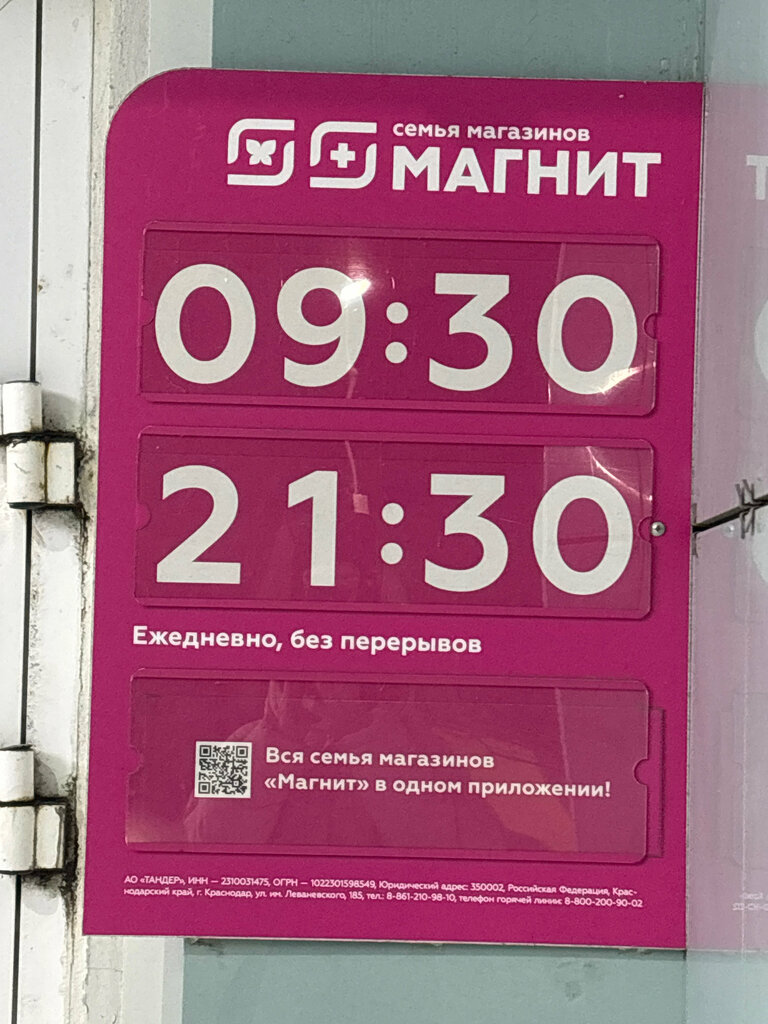 семья магазинов
МАГНИТ
09:30
21:30
Ежедневно, без перерывов
Вся семья магазинов
«Магнит» в одном приложении!
АО «ТАНДЕР», ИНН — 2310031475, ОГРН — 1022301598549, Юридический адрес: 350002, Российская Федерация, Крас-
нодарский край, г. Краснодар, ул. им. Леваневского, 185, тел.: 8-861-210-98-10, телефон горячей линии: 8-800-200-90-02